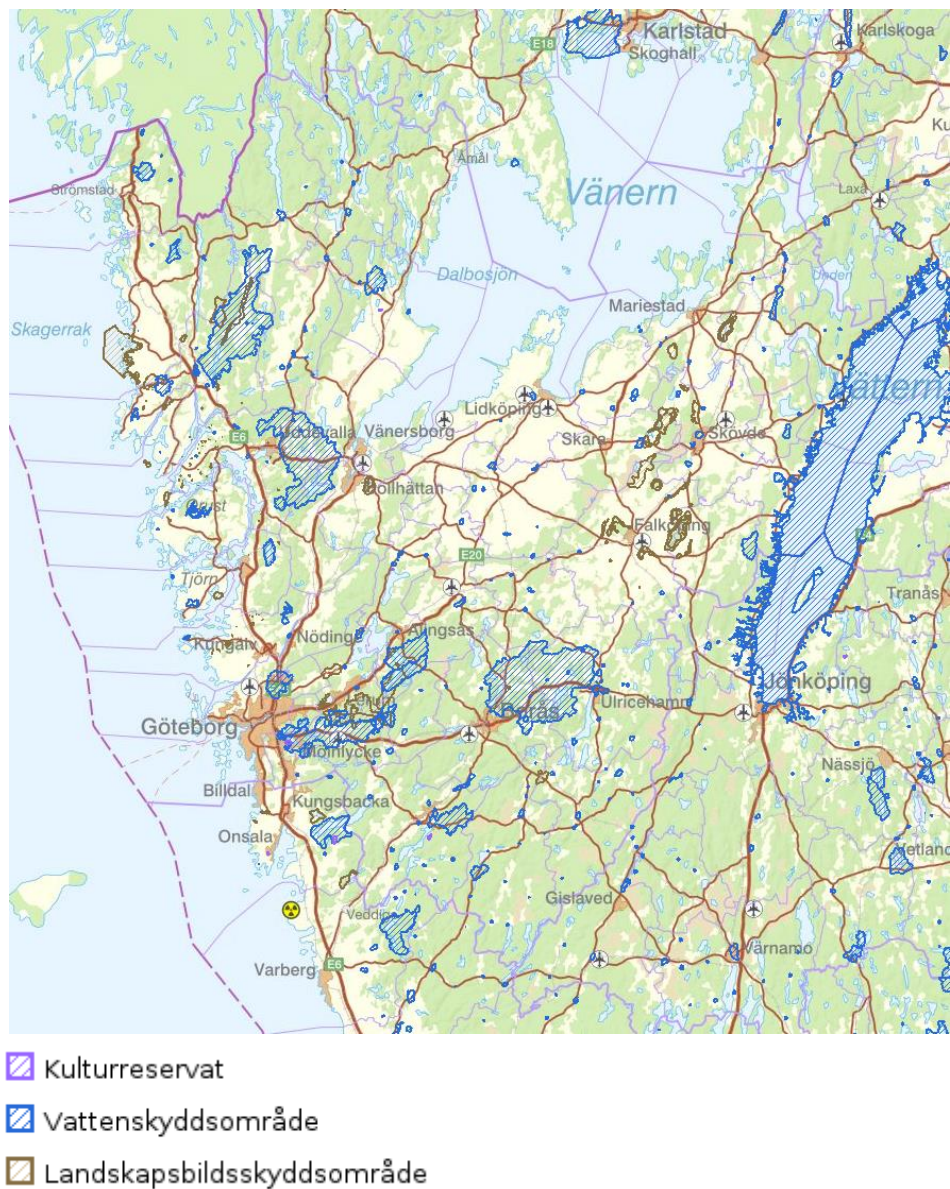 Karlstad
Karlskoga
E18
Skoghall
Strömstad
Åmål
Laxå
Vänern
Dalbosjön
Unden
Mariestad
Skagerrak
Lidköping
Uddevalla
Vänersborg
E6
Skara
Skövde
Falköping
E20
Tjörn
Tranås
Nödinge
Alingsås
Kungälv
Ulricehamn
Jönköping
Göteborg
Borås
Mölnlycke
Nässjö
Billdal
Kungsbacka
Onsala
Gislaved
Värnamo
Varberg
E6
Kulturreservat
Vattenskyddsområde
Landskapsbildsskyddsområde